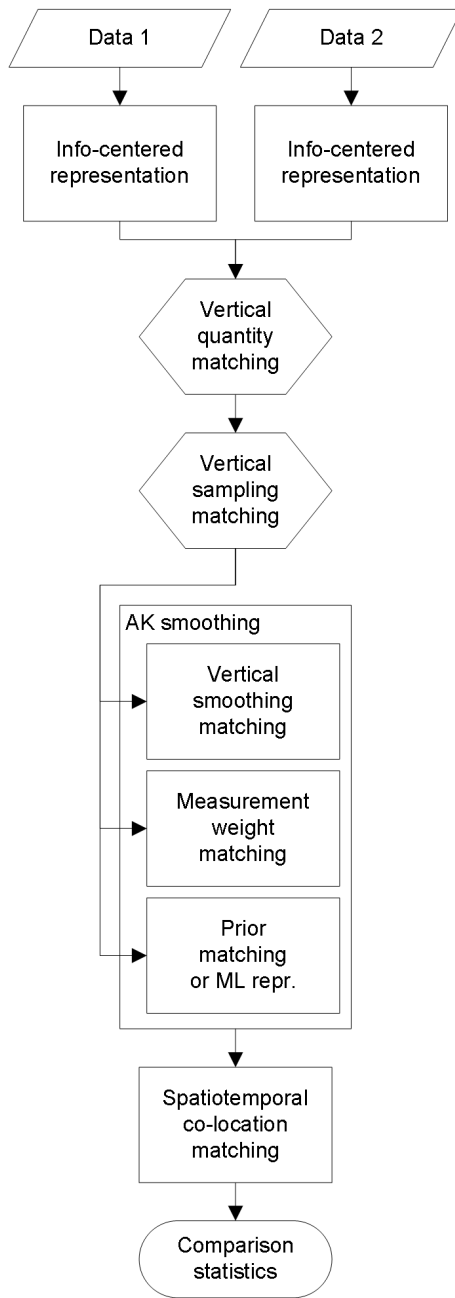 Data 1
Data 2
Info-centered
representation
Info-centered
representation
Vertical
quantity
matching
Vertical
sampling
matching
AK smoothing
Vertical
smoothing
matching
Measurement
weight
matching
Prior
matching
or ML repr.
Spatiotemporal
co-location
matching
Comparison
statistics